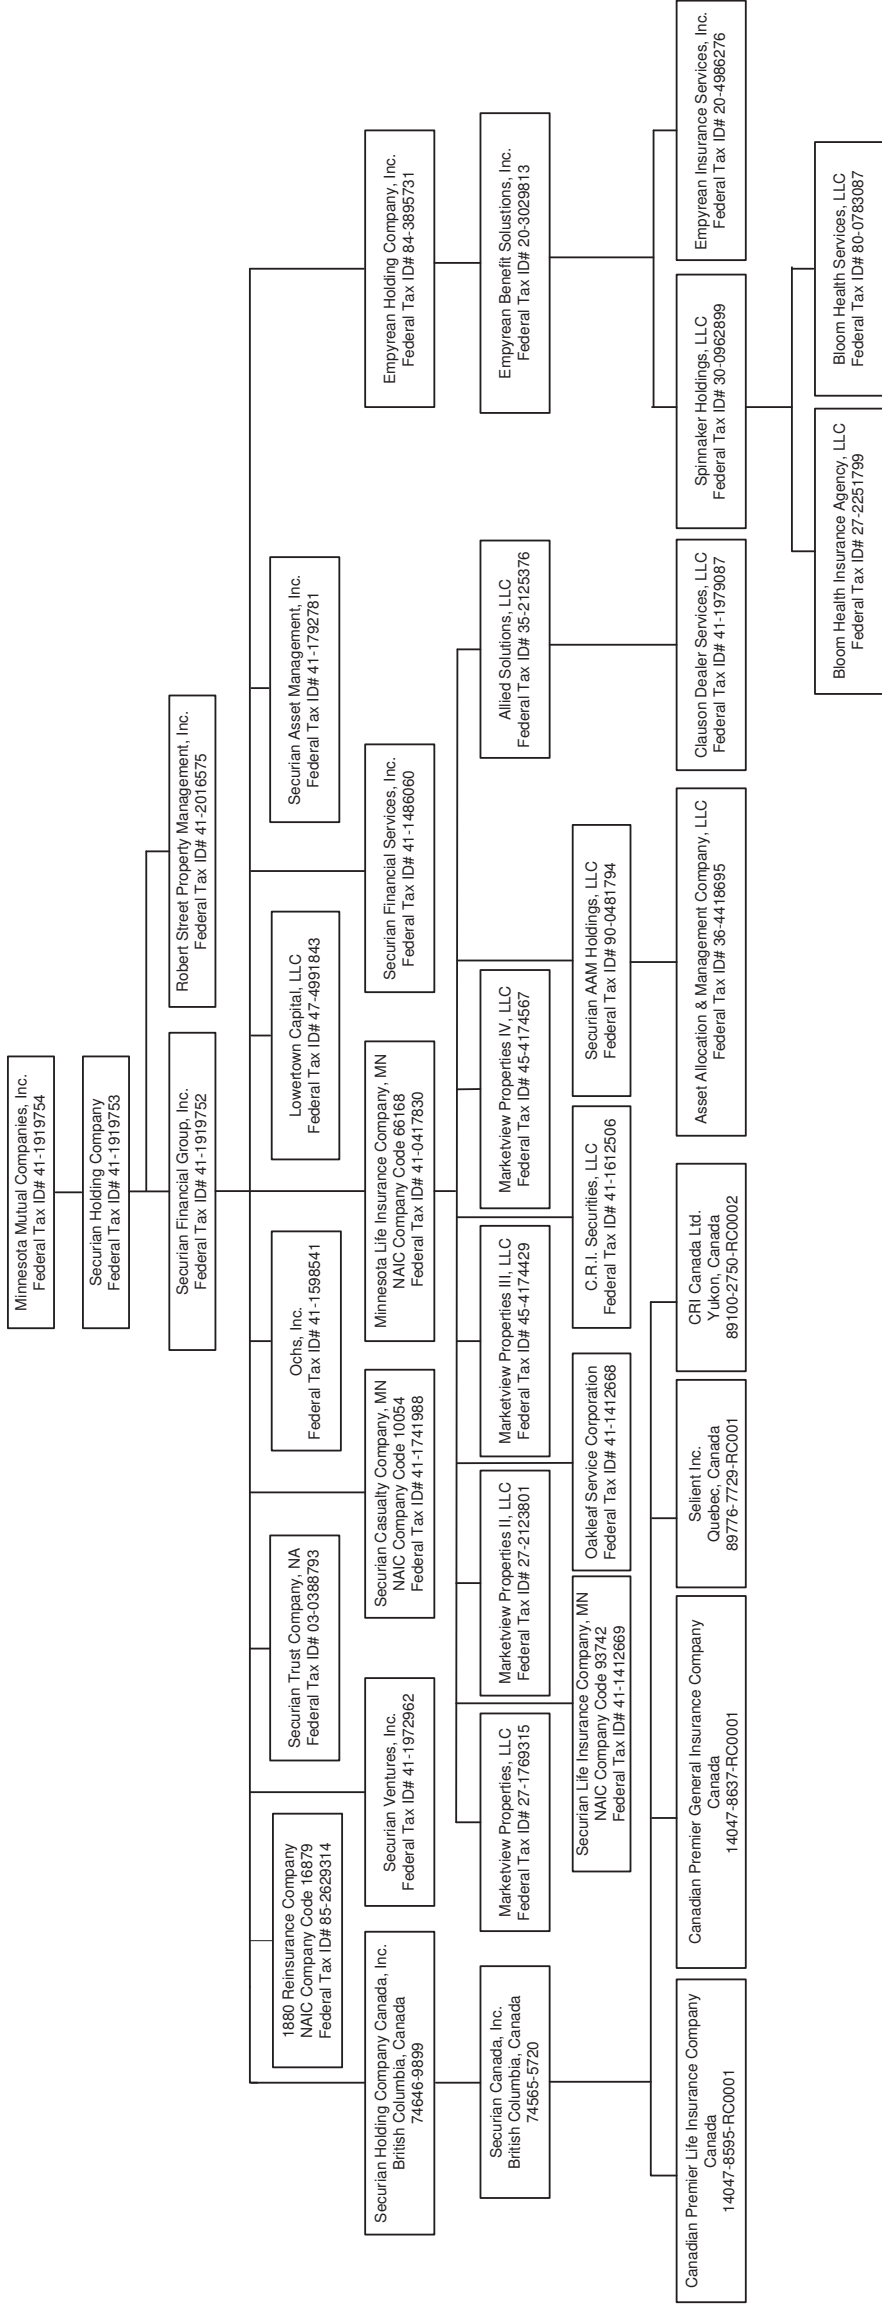 Minnesota Mutual Companies, Inc.
Federal Tax ID# 41-1919754
Securian Holding Company
Federal Tax ID# 41-1919753
Securian Financial Group, Inc.
Federal Tax ID# 41-1919752
Robert Street Property Management, Inc.
Federal Tax ID# 41-2016575
1880 Reinsurance Company
NAIC Company Code 16879
Federal Tax ID# 85-2629314
Securian Trust Company, NA
Federal Tax ID# 03-0388793
Ochs, Inc.
Federal Tax ID# 41-1598541
Lowertown Capital, LLC
Federal Tax ID# 47-4991843
Securian Asset Management, Inc.
Federal Tax ID# 41-1792781
Securian Holding Company Canada, Inc.
British Columbia, Canada
74646-9899
Securian Ventures, Inc.
Federal Tax ID# 41-1972962
Securian Casualty Company, MN
NAIC Company Code 10054
Federal Tax ID# 41-1741988
Minnesota Life Insurance Company, MN
NAIC Company Code 66168
Federal Tax ID# 41-0417830
Securian Financial Services, Inc.
Federal Tax ID# 41-1486060
Empyrean Holding Company, Inc.
Federal Tax ID# 84-3895731
Securian Canada, Inc.
British Columbia, Canada
74565-5720
Marketview Properties, LLC
Federal Tax ID# 27-1769315
Marketview Properties II, LLC
Federal Tax ID# 27-2123801
Marketview Properties III, LLC
Federal Tax ID# 45-4174429
Marketview Properties IV, LLC
Federal Tax ID# 45-4174567
Allied Solutions, LLC
Federal Tax ID# 35-2125376
Empyrean Benefit Solustions, Inc.
Federal Tax ID# 20-3029813
Securian Life Insurance Company, MN
NAIC Company Code 93742
Federal Tax ID# 41-1412669
Oakleaf Service Corporation
Federal Tax ID# 41-1412668
C.R.I. Securities, LLC
Federal Tax ID# 41-1612506
Securian AAM Holdings, LLC
Federal Tax ID# 90-0481794
Canadian Premier Life Insurance Company
Canada
14047-8595-RC0001
Canadian Premier General Insurance Company
Canada
14047-8637-RC0001
Selient Inc.
Quebec, Canada
89776-7729-RC001
CRI Canada Ltd.
Yukon, Canada
89100-2750-RC0002
Asset Allocation & Management Company, LLC
Federal Tax ID# 36-4418695
Clauson Dealer Services, LLC
Federal Tax ID# 41-1979087
Spinnaker Holdings, LLC
Federal Tax ID# 30-0962899
Empyrean Insurance Services, Inc.
Federal Tax ID# 20-4986276
Bloom Health Insurance Agency, LLC
Federal Tax ID# 27-2251799
Bloom Health Services, LLC
Federal Tax ID# 80-0783087